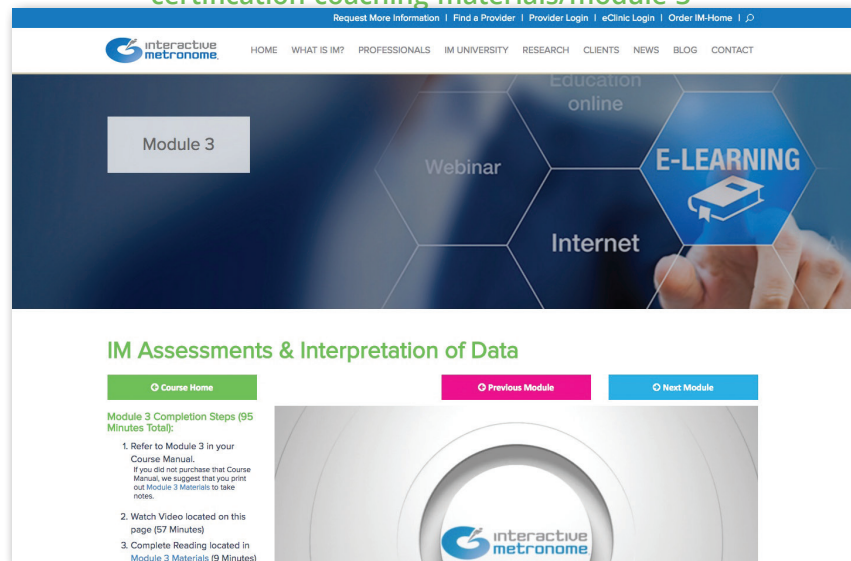 certification coaching materials/module 3
Request More Information | Find a Provider | Provider Login | eClinic Login | Order IM-Home |
interactive
metronome.
HOME WHAT IS IM? PROFESSIONALS IM UNIVERSITY RESEARCH CLIENTS NEWS BLOG CONTACT
Education
online
Module 3
Webinar
E-LEARNING
Internet
IM Assessments & Interpretation of Data
Course Home
Previous Module
Next Module
Module 3 Completion Steps (95
Minutes Total):
1. Refer to Module 3 in your
Course Manual.
If you did not purchase that Course
Manual, we suggest that you print
out Module 3 Materials to take
notes.
2. Watch Video located on this
page (57 Minutes)
3. Complete Reading located in
Module 3 Materials (9 Minutes)
interactive
metronome